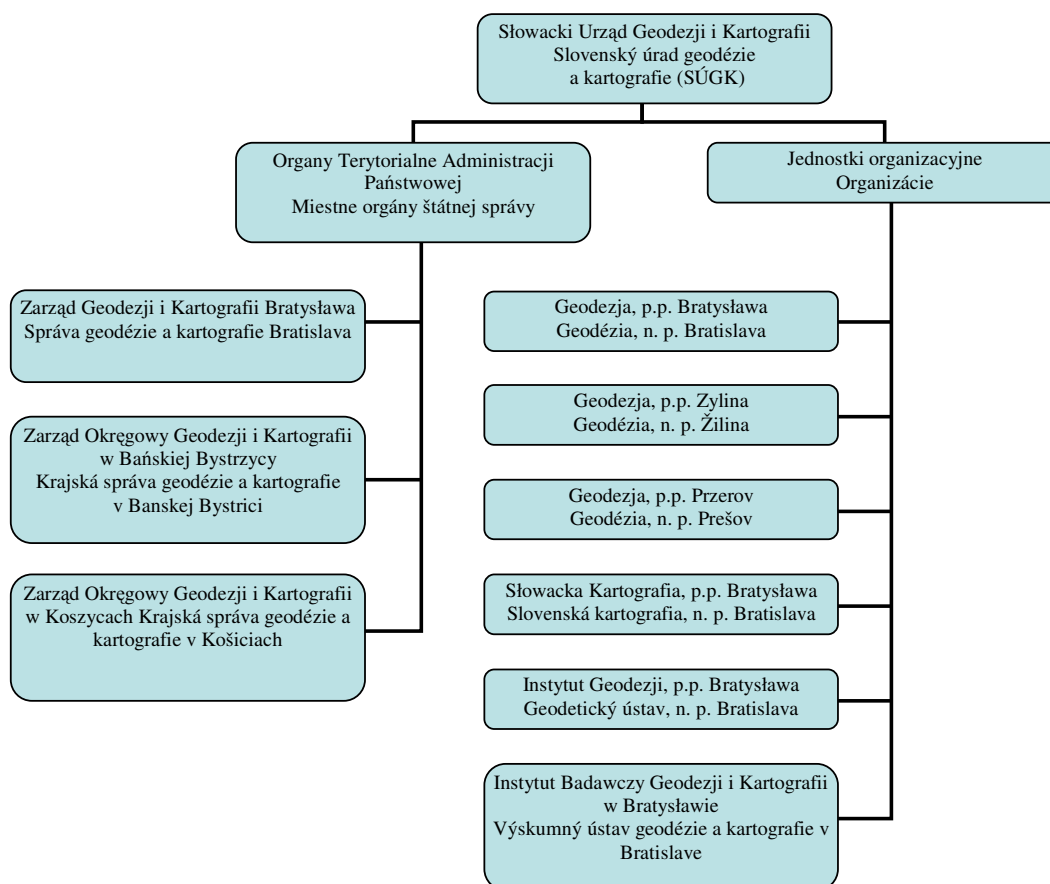 Słowacki Urząd Geodezji i Kartografii
Slovenský úrad geodézie
a kartografie (SÚGK)
Organy Terytorialne Administracji
Państwowej
Miestne orgány štátnej správy
Jednostki organizacyjne
Organizácie
Zarząd Geodezji i Kartografii Bratysława
Správa geodézie a kartografie Bratislava
Zarząd Okręgowy Geodezji i Kartografii
w Bańskiej Bystrzycy
Krajská správa geodézie a kartografie
v Banskej Bystrici
Zarząd Okręgowy Geodezji i Kartografii
w Koszycach Krajská správa geodézie a
kartografie v Košiciach
Geodezja, p.p. Bratysława
Geodézia, n. p. Bratislava
Geodezja, p.p. Zylina
Geodézia, n. p. Žilina
Geodezja, p.p. Przerov
Geodézia, n. p. Prešov
Słowacka Kartografia, p.p. Bratysława
Slovenská kartografia, n. p. Bratislava
Instytut Geodezji, p.p. Bratysława
Geodetický ústav, n. p. Bratislava
Instytut Badawczy Geodezji i Kartografii
w Bratysławie
Výskumný ústav geodézie a kartografie v
Bratislave